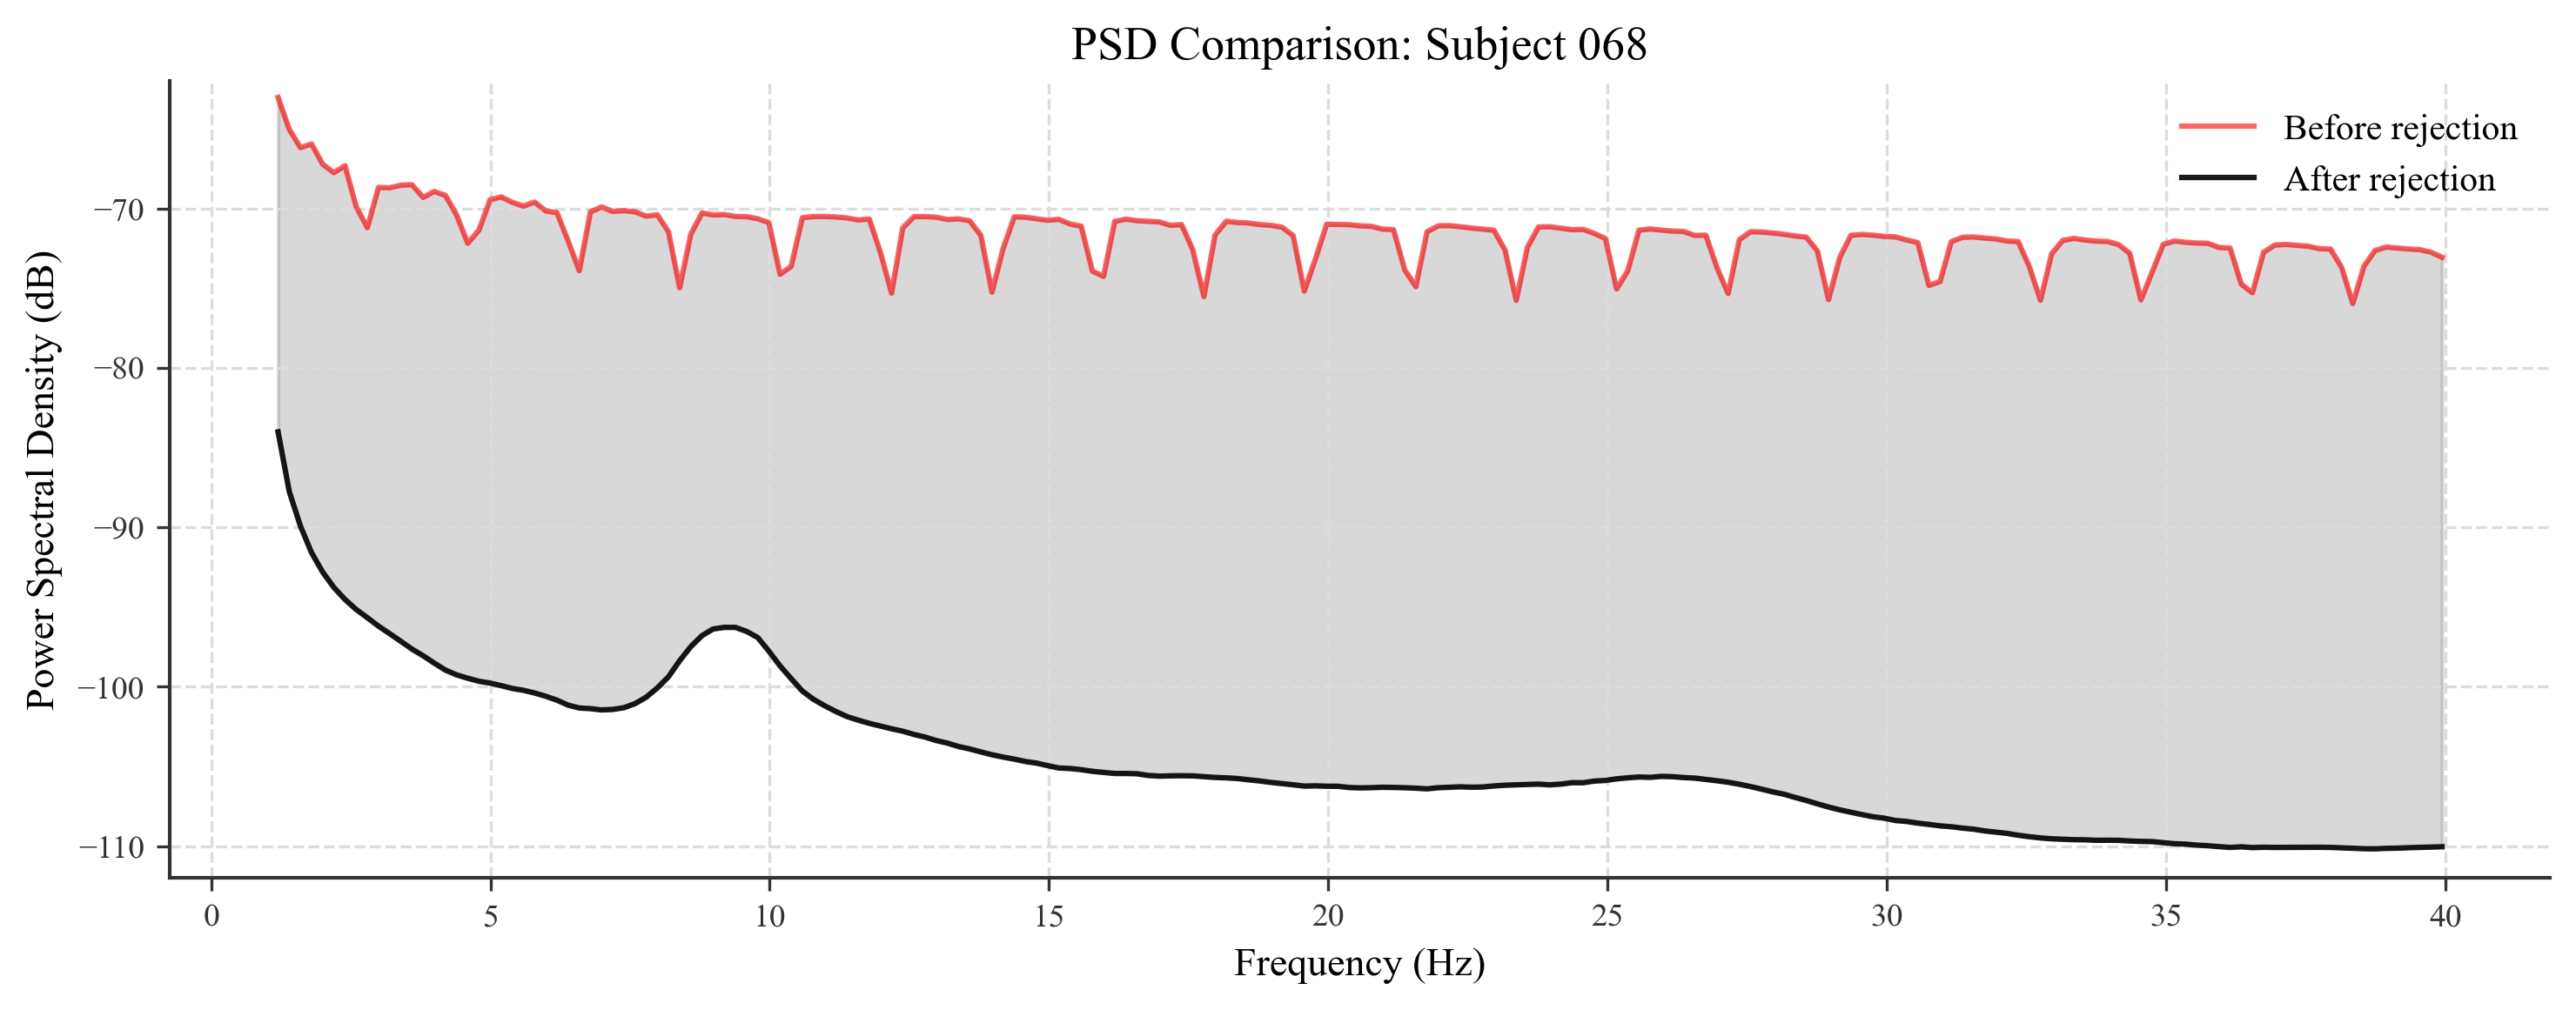 PSD Comparison: Subject 068
Before rejection
After rejection
Power Spectral Density (dB)
−70
−80
−90
−100
−110
0 5 10 15 20 25 30 35 40
Frequency (Hz)